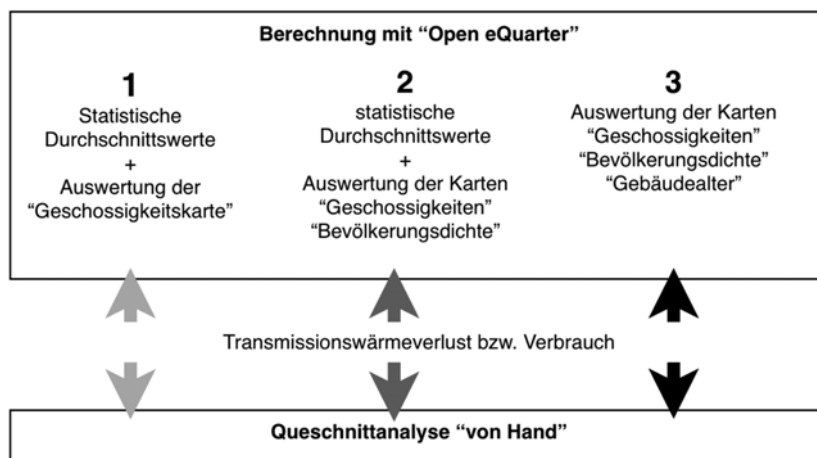 Berechnung mit “Open eQuarter”
1
Statistische
Durchschnittswerte
+
Auswertung der
“Geschossigkeitskarte”
2
statistische
Durchschnittswerte
+
Auswertung der Karten
“Geschossigkeiten”
“Bevölkerungsdichte”
3
Auswertung der Karten
“Geschossigkeiten”
“Bevölkerungsdichte”
“Gebäudealter”
Transmissionswärmeverlust bzw. Verbrauch
Queschnittanalyse “von Hand”